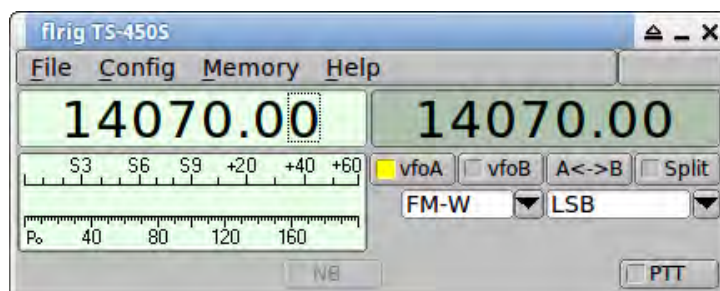 flrig TS-450S
File Config Memory Help
14070.00 14070.00
S3 S6 S9 +20 +40 +60
vfoA vfoB A<->B Split
FM-W LSB
Po 40 80 120 160
NB PTT